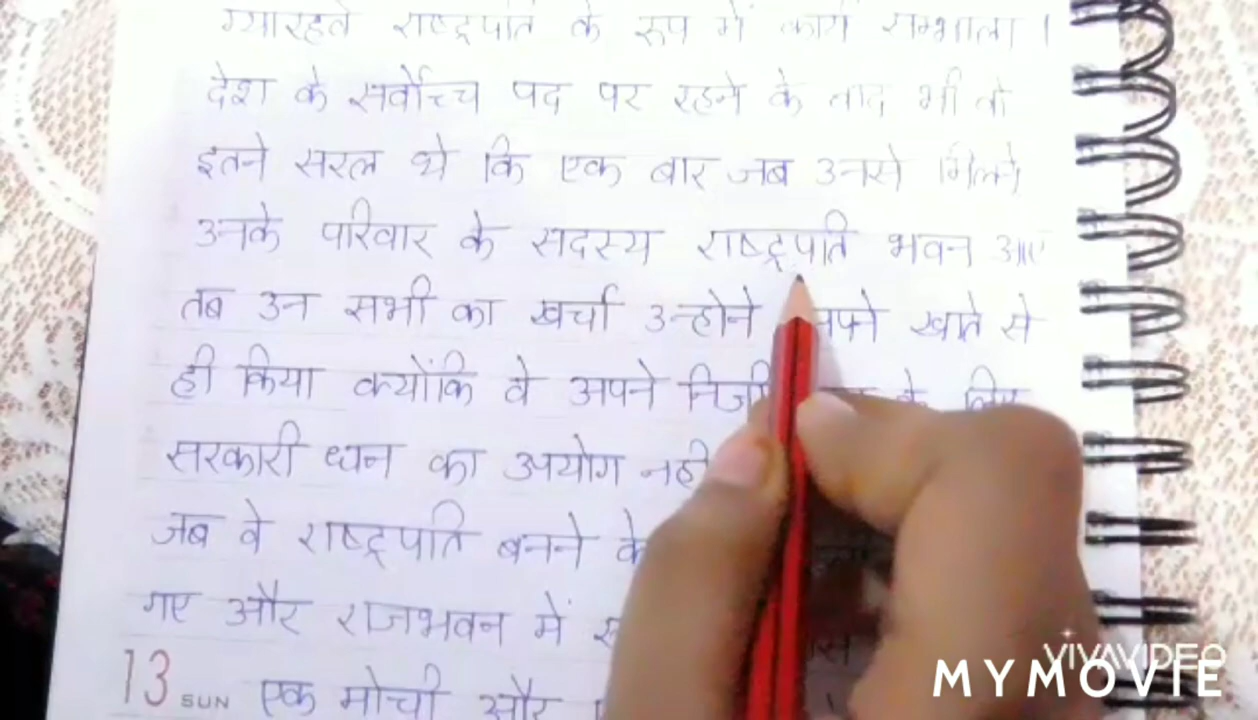 ग्यारहवे राष्ट्रपति के रूप में कार्य सम्भाला ।
देश के सर्वोच्च पद पर रहने के बाद भी वो
इतने सरल थे कि एक बार जब उनसे मिलने
उनके परिवार के सदस्य राष्ट्रपति भवन आए
तब उन सभी का खर्चा उन्होने अपने खाते से
ही किया क्योंकि वे अपने निजी के लिए
सरकारी धन का उपयोग नही
जब वे राष्ट्रपति बनने के
गए और राजभवन में
13 SUN एक मोची और
VIVAVIDEO
MYMOVIE